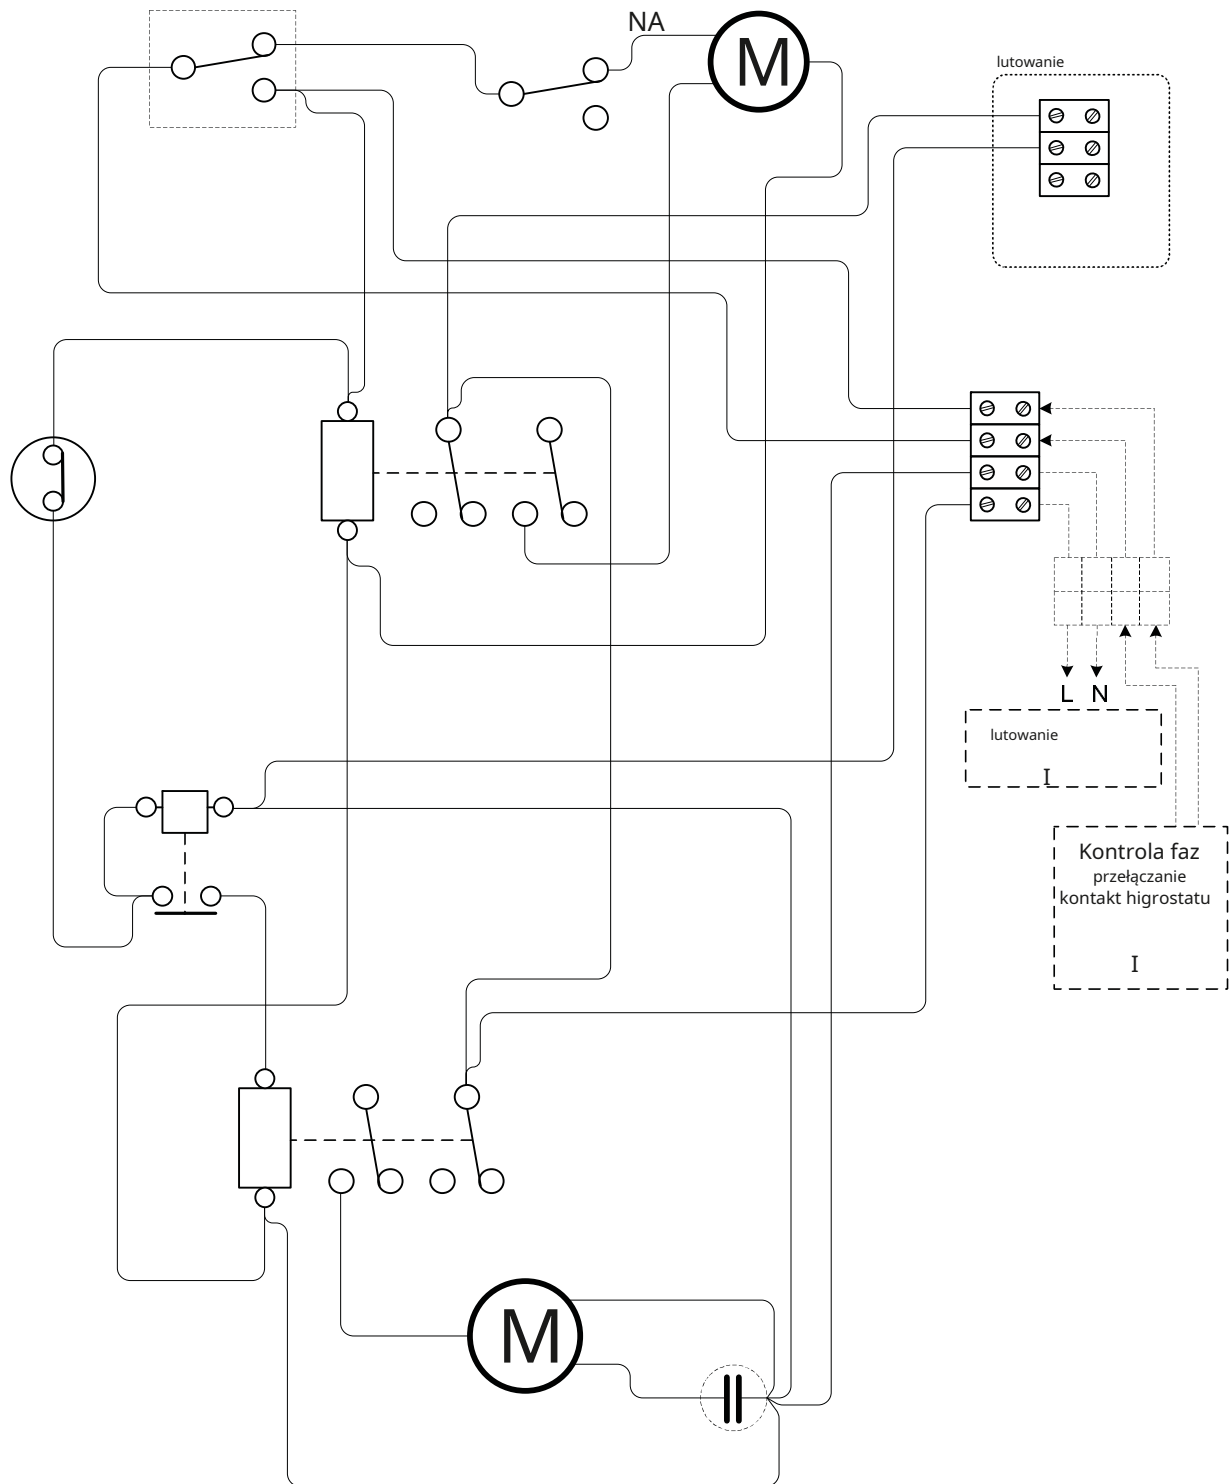 NA
M
lutowanie
L N
lutowanie
I
Kontrola faz
przełączanie
kontakt higrostatu
I
M